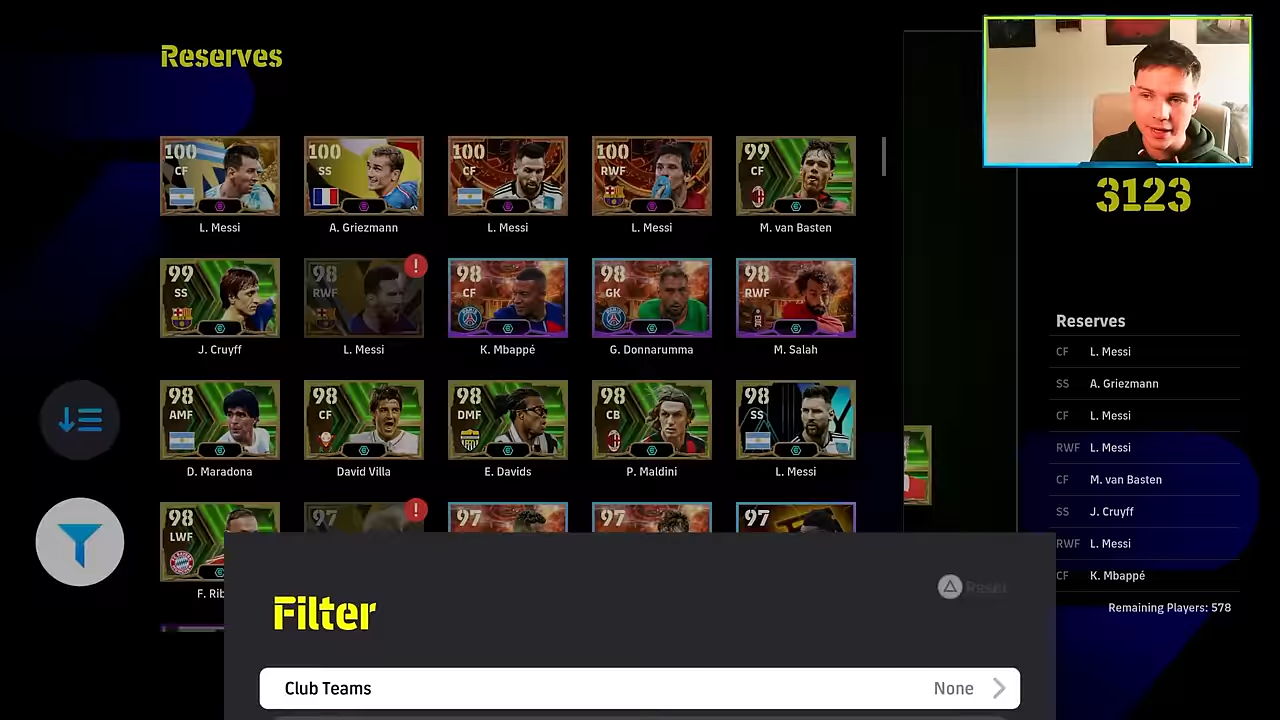 Reserves
3123
100
CF
L. Messi
100
SS
A. Griezmann
100
CF
L. Messi
100
RWF
L. Messi
99
CF
M. van Basten
99
SS
J. Cruyff
98
RWF
!
L. Messi
98
CF
K. Mbappé
98
GK
G. Donnarumma
98
RWF
M. Salah
98
AMF
D. Maradona
98
CF
David Villa
98
DMF
E. Davids
98
CB
P. Maldini
98
SS
L. Messi
98
LWF
F. Rib
97
!
97
97
97
Reserves
CF L. Messi
SS A. Griezmann
CF L. Messi
RWF L. Messi
CF M. van Basten
SS J. Cruyff
RWF L. Messi
CF K. Mbappé
Remaining Players: 578
Reset
Filter
Club Teams None